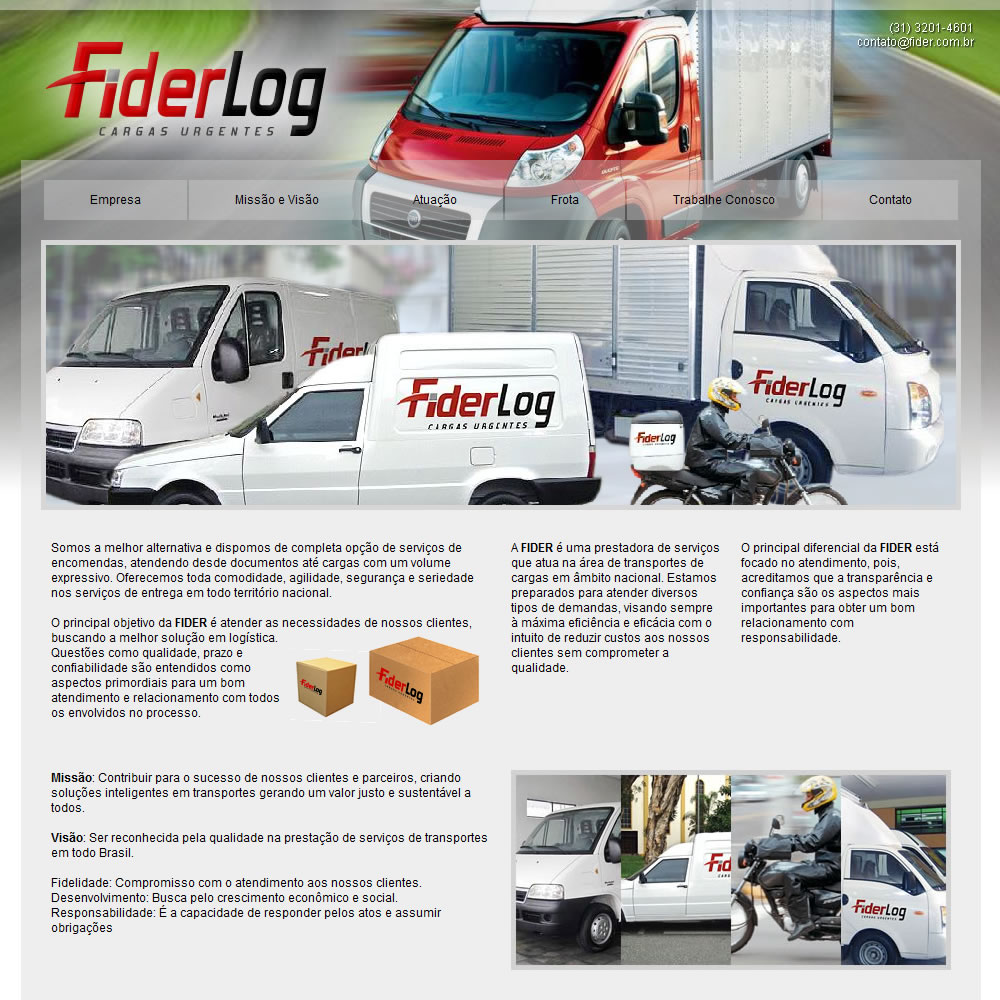 (31) 3201-4601
contato@fider.com.br
FiderLog
CARGAS URGENTES
Empresa
Missão e Visão
Atuação
Frota
Trabalhe Conosco
Contato
FiderL
FiderLog
CARGAS URGENTES
FiderLog
CARGAS URGENTES
FiderLog
Somos a melhor alternativa e dispomos de completa opção de serviços de
encomendas, atendendo desde documentos até cargas com um volume
expressivo. Oferecemos toda comodidade, agilidade, segurança e seriedade
nos serviços de entrega em todo território nacional.
O principal objetivo da FIDER é atender as necessidades de nossos clientes,
buscando a melhor solução em logística.
Questões como qualidade, prazo e
confiabilidade são entendidos como
aspectos primordiais para um bom
atendimento e relacionamento com todos
os envolvidos no processo.
FiderLog
FiderLog
A FIDER é uma prestadora de serviços
que atua na área de transportes de
cargas em âmbito nacional. Estamos
preparados para atender diversos
tipos de demandas, visando sempre
à máxima eficiência e eficácia com o
intuito de reduzir custos aos nossos
clientes sem comprometer a
qualidade.
O principal diferencial da FIDER está
focado no atendimento, pois,
acreditamos que a transparência e
confiança são os aspectos mais
importantes para obter um bom
relacionamento com
responsabilidade.
Missão: Contribuir para o sucesso de nossos clientes e parceiros, criando
soluções inteligentes em transportes gerando um valor justo e sustentável a
todos.
Visão: Ser reconhecida pela qualidade na prestação de serviços de transportes
em todo Brasil.
Fidelidade: Compromisso com o atendimento aos nossos clientes.
Desenvolvimento: Busca pelo crescimento econômico e social.
Responsabilidade: É a capacidade de responder pelos atos e assumir
obrigações
Fid
FiderLog
CARGAS URGENTES